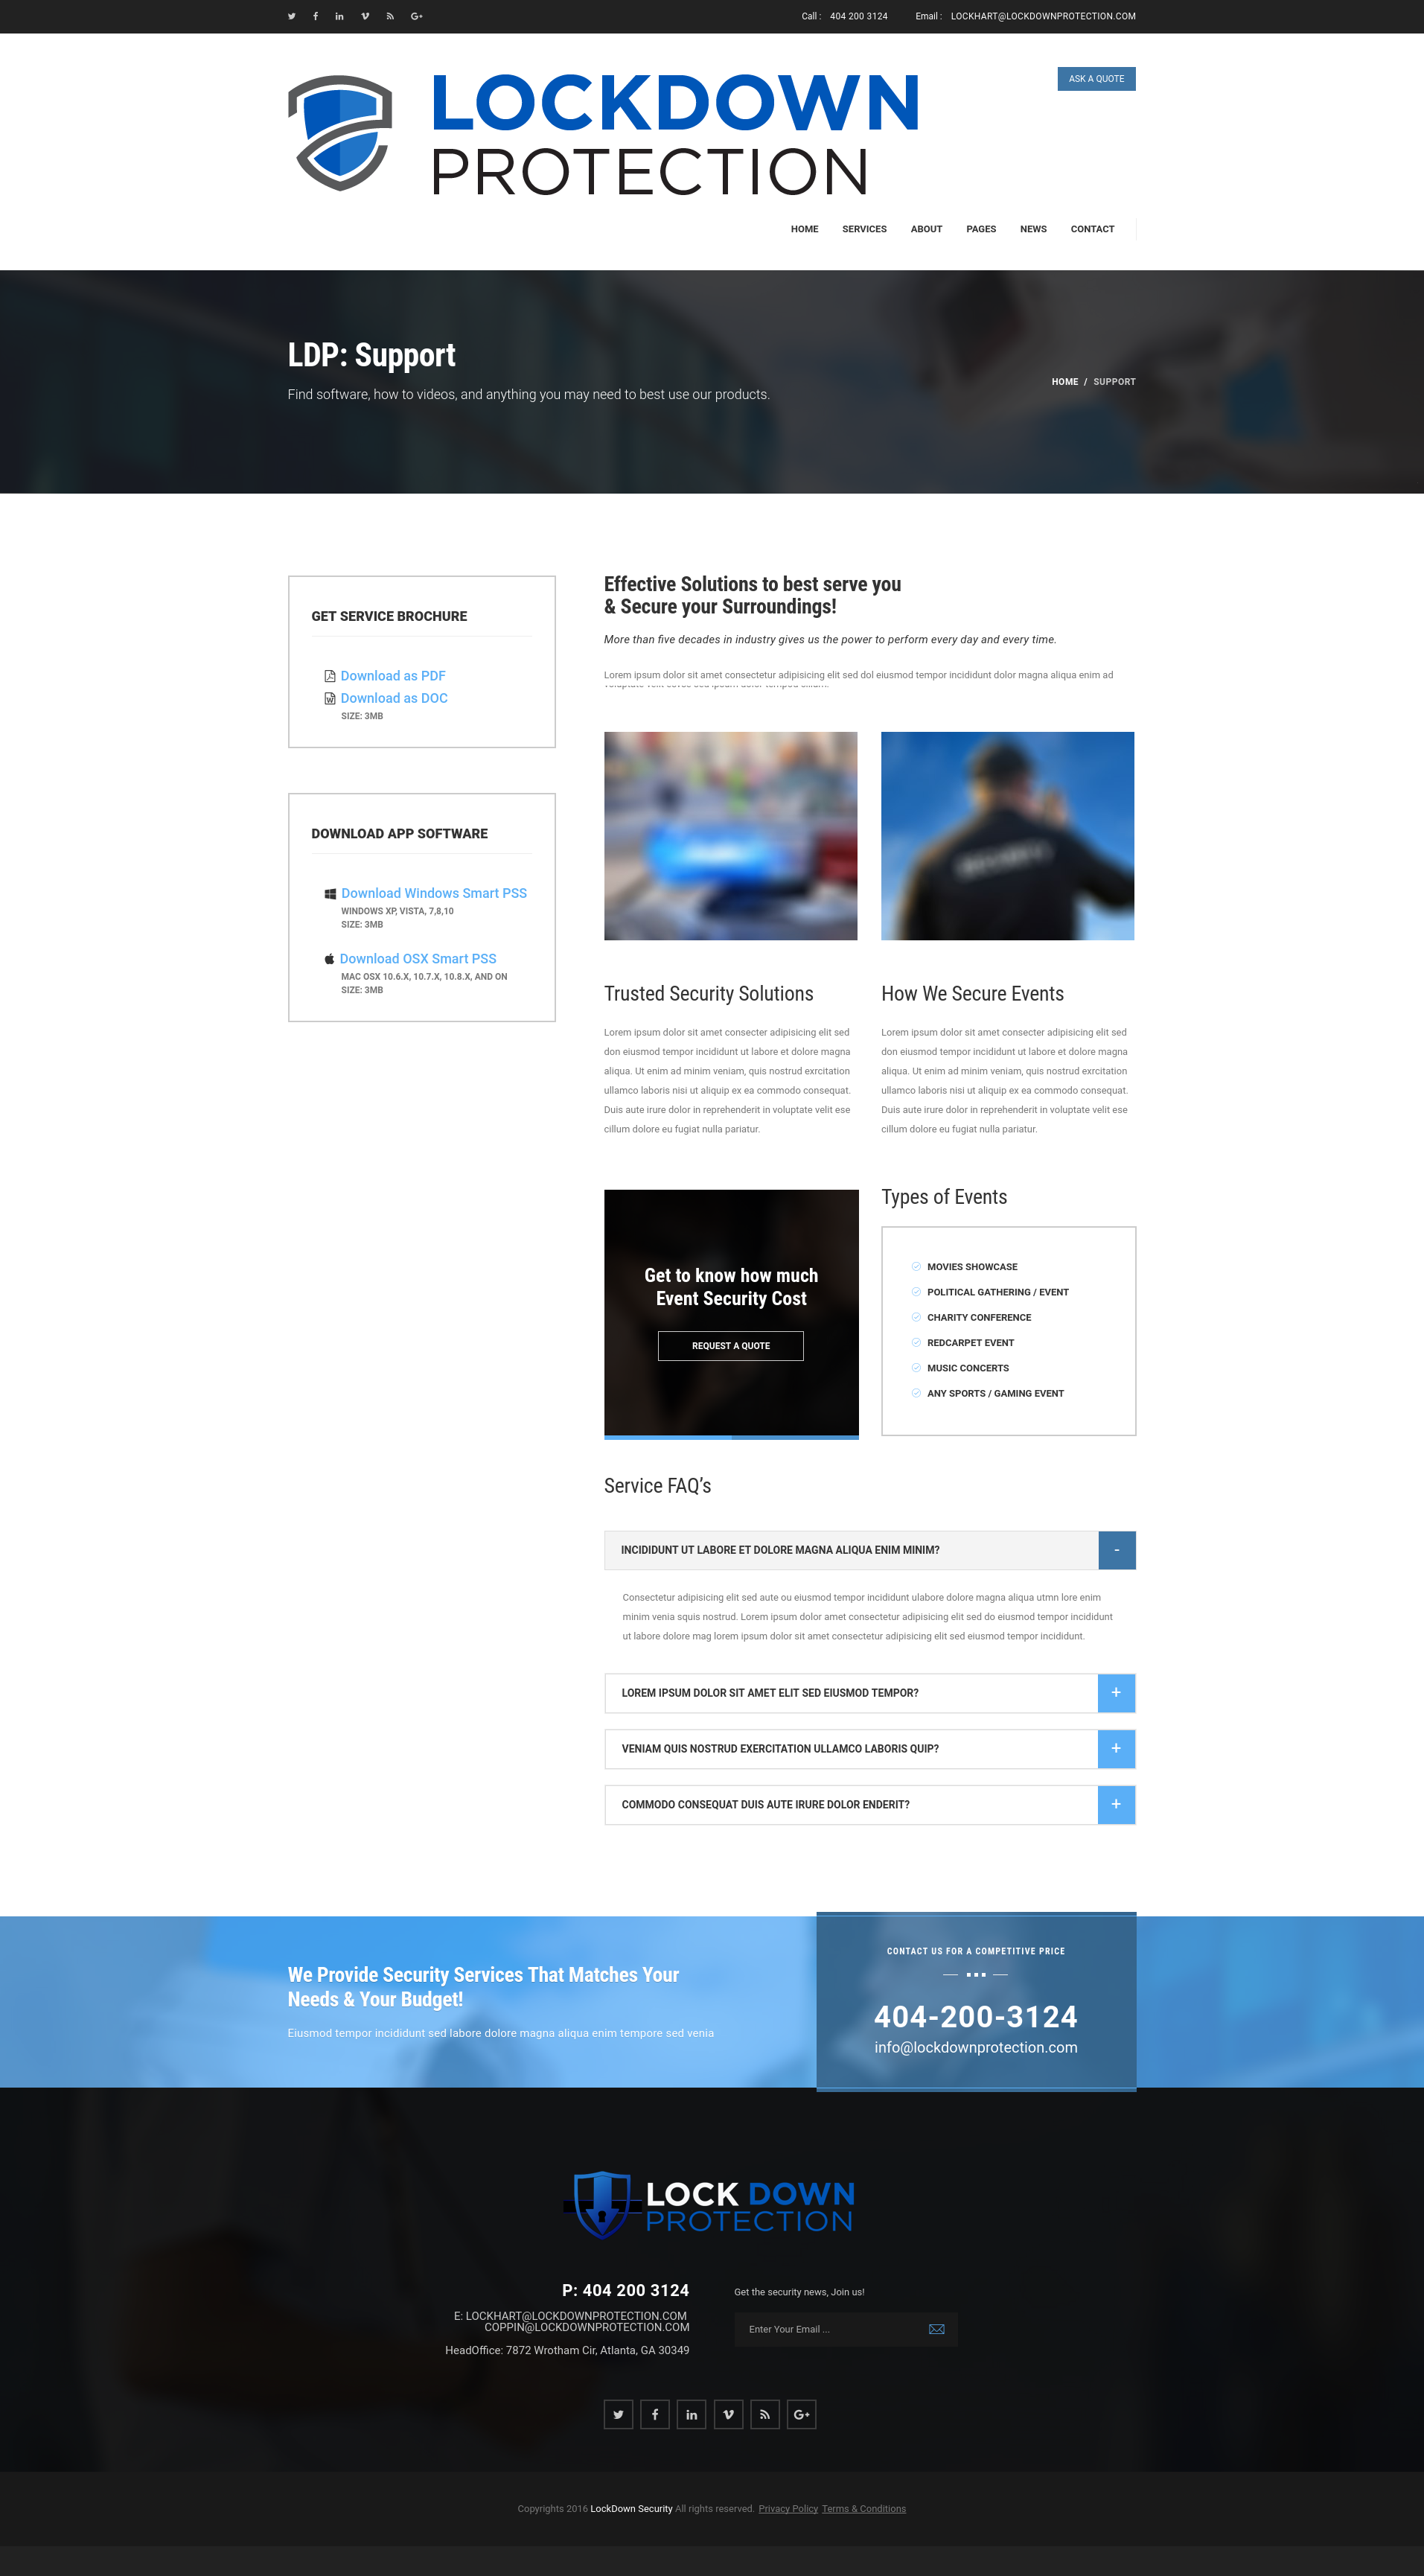 Call : 404 200 3124 Email : LOCKHART@LOCKDOWNPROTECTION.COM
ASK A QUOTE
LOCKDOWN
PROTECTION
HOME SERVICES ABOUT PAGES NEWS CONTACT
LDP: Support
Find software, how to videos, and anything you may need to best use our products.
HOME / SUPPORT
GET SERVICE BROCHURE
Download as PDF
Download as DOC
SIZE: 3MB
DOWNLOAD APP SOFTWARE
Download Windows Smart PSS
WINDOWS XP, VISTA, 7,8,10
SIZE: 3MB
Download OSX Smart PSS
MAC OSX 10.6.X, 10.7.X, 10.8.X, AND ON
SIZE: 3MB
Effective Solutions to best serve you
& Secure your Surroundings!
More than five decades in industry gives us the power to perform every day and every time.
Lorem ipsum dolor sit amet consectetur adipisicing elit sed dol eiusmod tempor incididunt dolor magna aliqua enim ad
Trusted Security Solutions
Lorem ipsum dolor sit amet consecter adipisicing elit sed
don eiusmod tempor incididunt ut labore et dolore magna
aliqua. Ut enim ad minim veniam, quis nostrud exrcitation
ullamco laboris nisi ut aliquip ex ea commodo consequat.
Duis aute irure dolor in reprehenderit in voluptate velit ese
cillum dolore eu fugiat nulla pariatur.
How We Secure Events
Lorem ipsum dolor sit amet consecter adipisicing elit sed
don eiusmod tempor incididunt ut labore et dolore magna
aliqua. Ut enim ad minim veniam, quis nostrud exrcitation
ullamco laboris nisi ut aliquip ex ea commodo consequat.
Duis aute irure dolor in reprehenderit in voluptate velit ese
cillum dolore eu fugiat nulla pariatur.
Get to know how much
Event Security Cost
REQUEST A QUOTE
Types of Events
MOVIES SHOWCASE
POLITICAL GATHERING / EVENT
CHARITY CONFERENCE
REDCARPET EVENT
MUSIC CONCERTS
ANY SPORTS / GAMING EVENT
Service FAQ's
INCIDIDUNT UT LABORE ET DOLORE MAGNA ALIQUA ENIM MINIM? -
Consectetur adipisicing elit sed aute ou eiusmod tempor incididunt ulabore dolore magna aliqua utmn lore enim
minim venia squis nostrud. Lorem ipsum dolor amet consectetur adipisicing elit sed do eiusmod tempor incididunt
ut labore dolore mag lorem ipsum dolor sit amet consectetur adipisicing elit sed eiusmod tempor incididunt.
LOREM IPSUM DOLOR SIT AMET ELIT SED EIUSMOD TEMPOR? +
VENIAM QUIS NOSTRUD EXERCITATION ULLAMCO LABORIS QUIP? +
COMMODO CONSEQUAT DUIS AUTE IRURE DOLOR ENDERIT? +
We Provide Security Services That Matches Your
Needs & Your Budget!
Eiusmod tempor incididunt sed labore dolore magna aliqua enim tempore sed venia
CONTACT US FOR A COMPETITIVE PRICE
404-200-3124
info@lockdownprotection.com
LOCK DOWN
PROTECTION
P: 404 200 3124
E: LOCKHART@LOCKDOWNPROTECTION.COM
COPPIN@LOCKDOWNPROTECTION.COM
HeadOffice: 7872 Wrotham Cir, Atlanta, GA 30349
Get the security news, Join us!
Enter Your Email ...
Copyrights 2016 LockDown Security All rights reserved. Privacy Policy Terms & Conditions